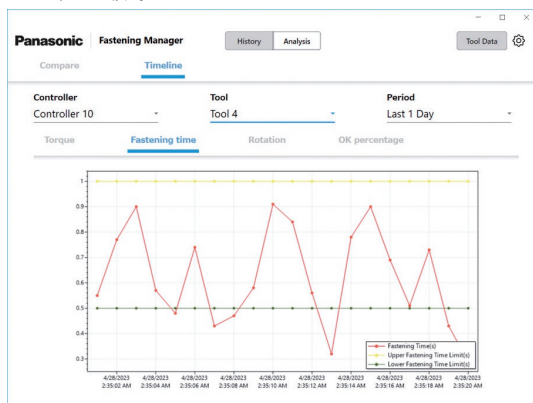 Panasonic Fastening Manager History Analysis Tool Data
Compare Timeline
Controller Tool Period
Controller 10 Tool 4 Last 1 Day
Torque Fastening time Rotation OK percentage
1
0.9
0.8
0.7
0.6
0.5
0.4
0.3
Fastening Time(s)
Upper Fastening Time Limit(s)
Lower Fastening Time Limit(s)
4/28/2023 4/28/2023 4/28/2023 4/28/2023 4/28/2023 4/28/2023 4/28/2023 4/28/2023 4/28/2023 4/28/2023
2:35:02 AM 2:35:04 AM 2:35:06 AM 2:35:08 AM 2:35:10 AM 2:35:12 AM 2:35:14 AM 2:35:16 AM 2:35:18 AM 2:35:20 AM